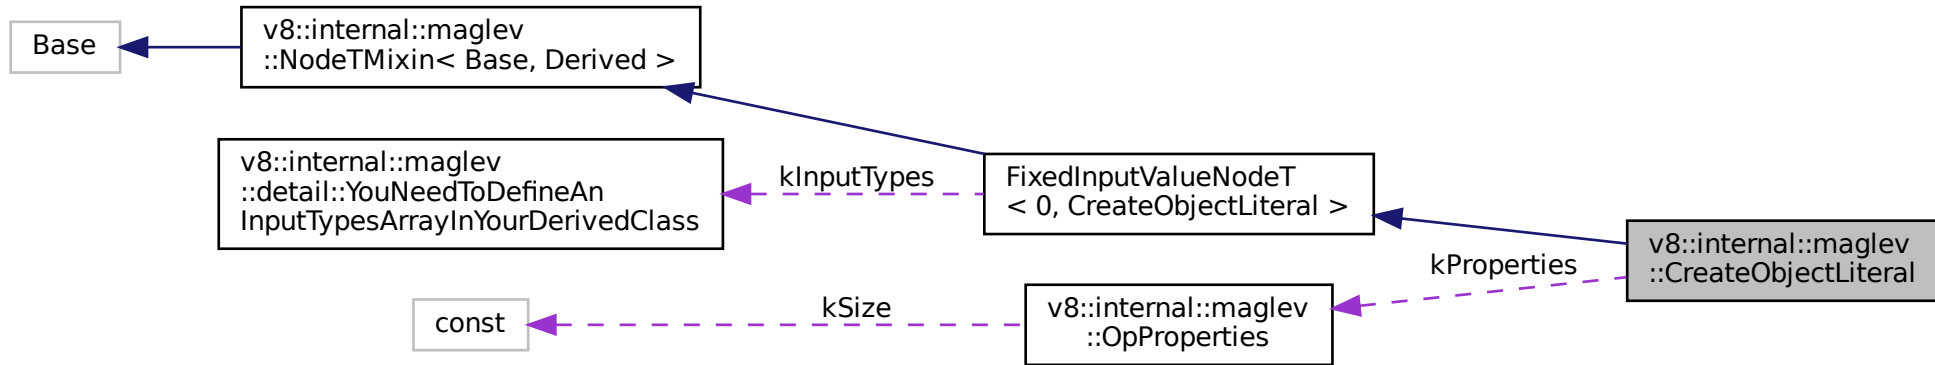 Base
v8::internal::maglev
::NodeTMixin< Base, Derived >
v8::internal::maglev
::detail::YouNeedToDefineAn
InputTypesArrayInYourDerivedClass
kInputTypes
FixedInputValueNodeT
< 0, CreateObjectLiteral >
v8::internal::maglev
::CreateObjectLiteral
kProperties
const
kSize
v8::internal::maglev
::OpProperties